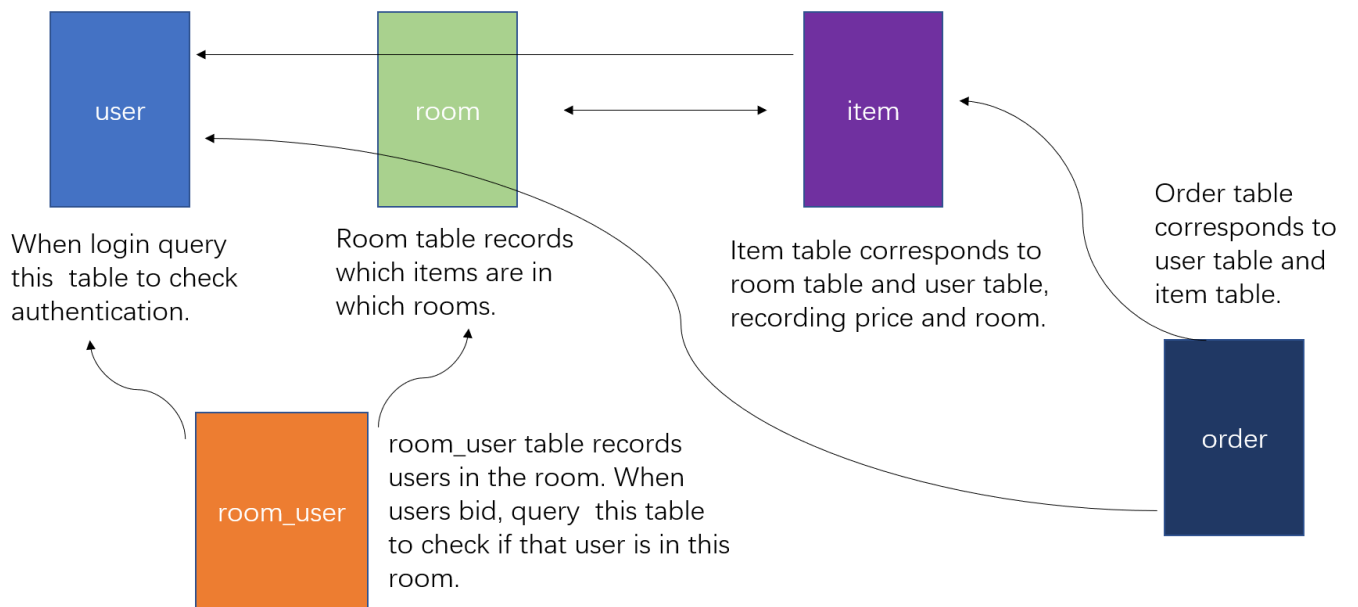 user
room
item
When login query
this  table to check
authentication.
Room table records
which items are in
which rooms.
Item table corresponds to
room table and user table,
recording price and room.
Order table
corresponds to
user table and
item table.
room_user
room_user table records
users in the room. When
users bid, query  this table
to check if that user is in this
room.
order